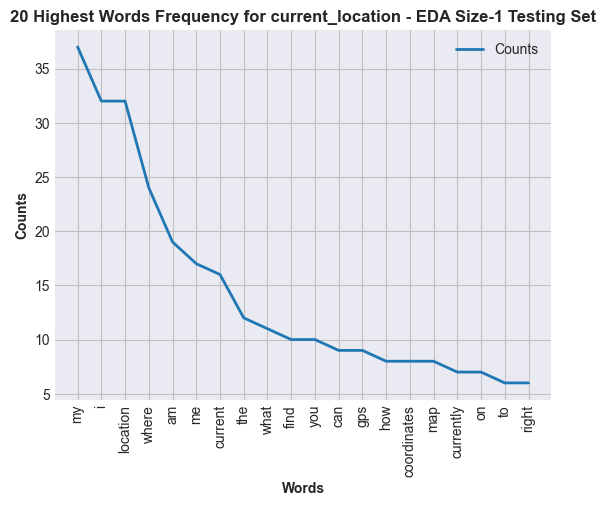 20 Highest Words Frequency for current_location - EDA Size-1 Testing Set
Counts
35
30
25
20
15
10
5
Counts
my
i
location
where
am
me
current
the
what
find
you
can
gps
how
coordinates
map
currently
on
to
right
Words